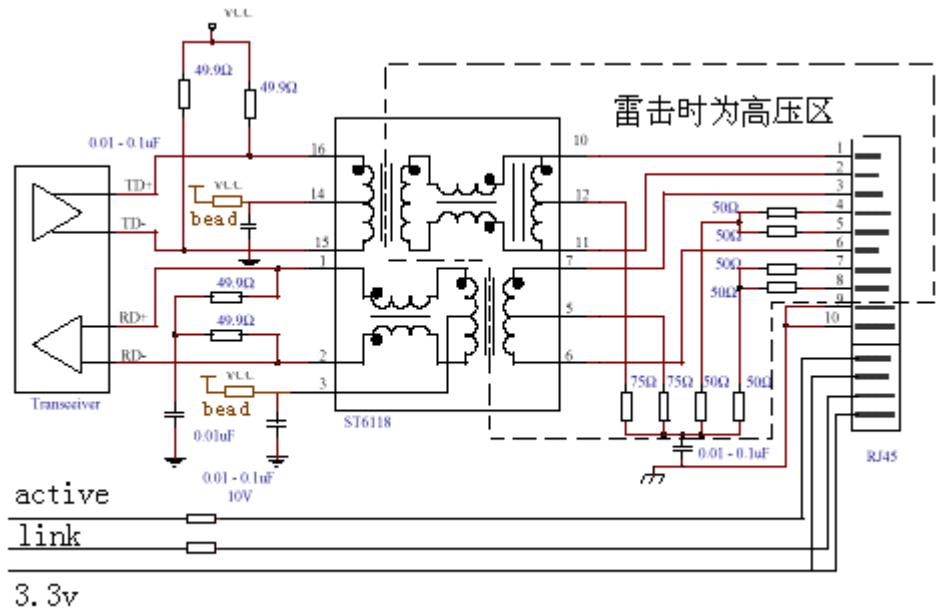 VCC
49.9Ω
49.9Ω
雷击时为高压区
0.01 - 0.1uF
16
10
1
2
3
TD+
VCC
14
12
50Ω
4
bead
5
TD-
50Ω
15
11
6
1
7
50Ω
7
49.9Ω
50Ω
8
RD+
9
49.9Ω
5
10
RD-
2
6
VCC
3
75Ω
75Ω
50Ω
50Ω
bead
Transceiver
ST6118
0.01uF
0.01 - 0.1uF
RJ45
0.01 - 0.1uF
10V
active
link
3.3v